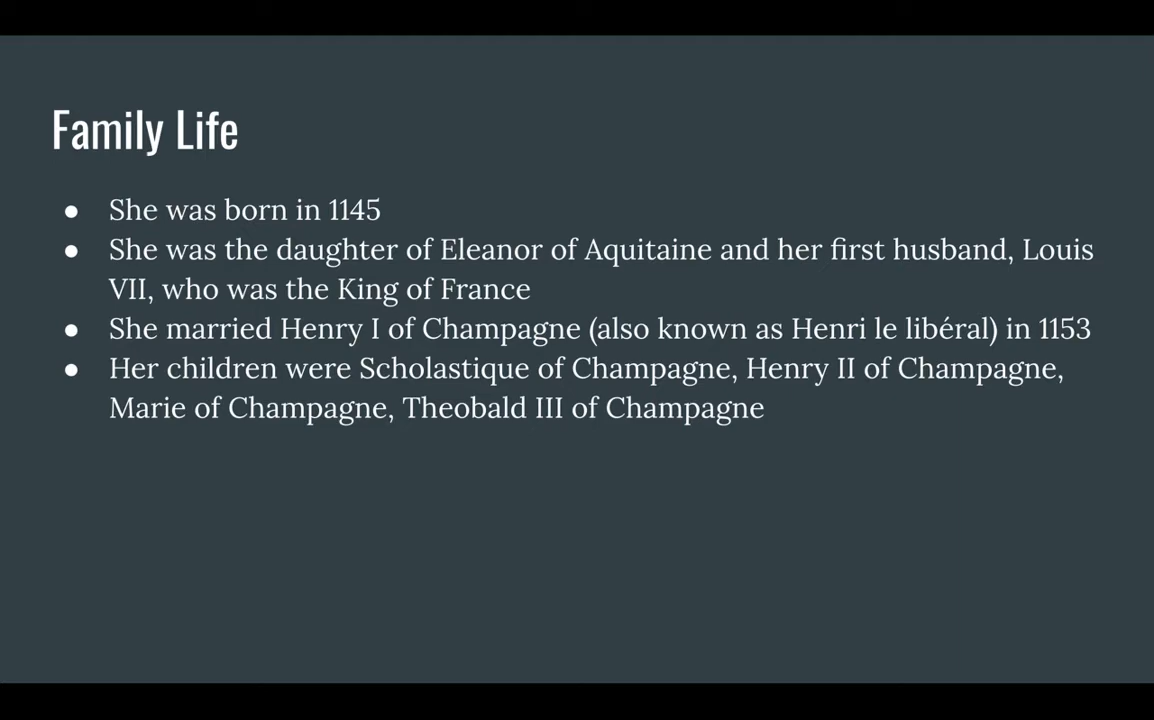 Family Life
● She was born in 1145
● She was the daughter of Eleanor of Aquitaine and her first husband, Louis
VII, who was the King of France
● She married Henry I of Champagne (also known as Henri le libéral) in 1153
● Her children were Scholastique of Champagne, Henry II of Champagne,
Marie of Champagne, Theobald III of Champagne